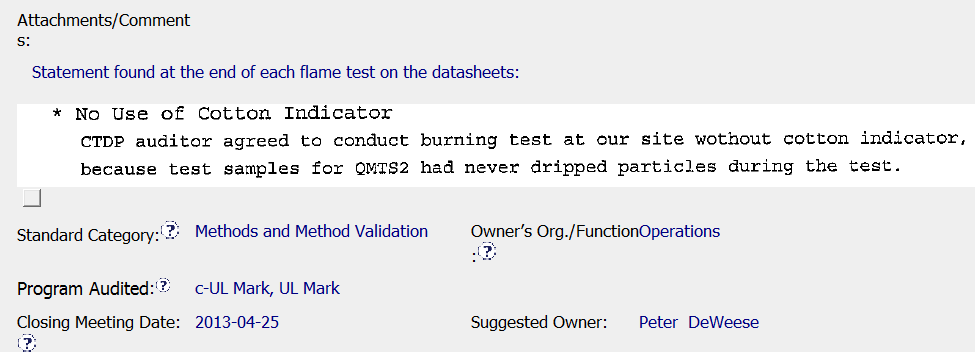 Attachments/Comment
s:
Statement found at the end of each flame test on the datasheets:
* No Use of Cotton Indicator
CTDP auditor agreed to conduct burning test at our site wothout cotton indicator,
because test samples for QMTS2 had never dripped particles during the test.
Standard Category:? Methods and Method Validation Owner's Org./FunctionOperations
:?
Program Audited:? c-UL Mark, UL Mark
Closing Meeting Date: 2013-04-25 Suggested Owner: Peter DeWeese
?